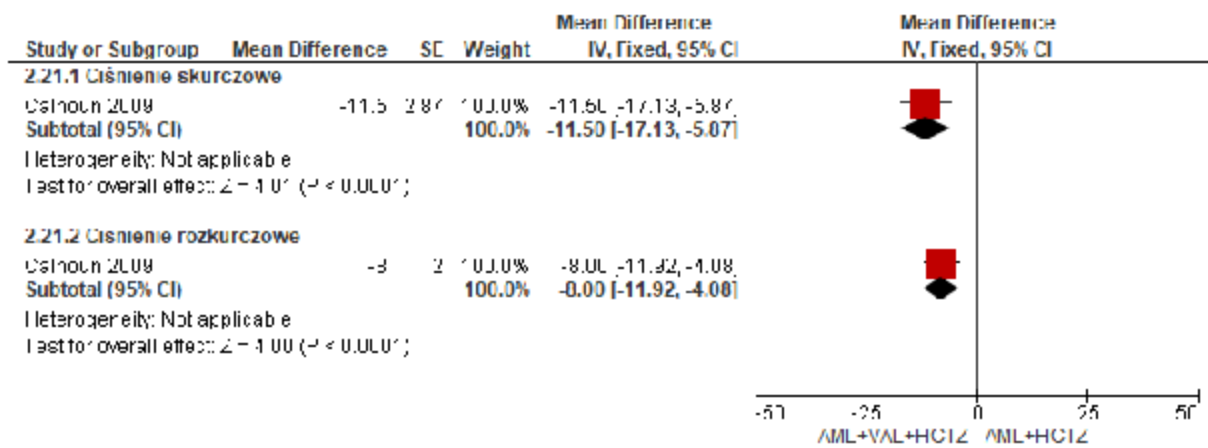 Mean Difference Mean Difference
Study or Subgroup Mean Difference SE Weight IV, Fixed, 95% CI IV, Fixed, 95% CI
2.21.1 Ciśnienie skurczowe
Calhoun 2009 -11.5 2.87 100.0% -11.50 [-17.13, -5.87]
Subtotal (95% CI) 100.0% -11.50 [-17.13, -5.87]
Heterogeneity: Not applicable
Test for overall effect: Z = 4.01 (P < 0.0001)
2.21.2 Ciśnienie rozkurczowe
Calhoun 2009 -8 2 100.0% -8.00 [-11.92, -4.08]
Subtotal (95% CI) 100.0% -8.00 [-11.92, -4.08]
Heterogeneity: Not applicable
Test for overall effect: Z = 4.00 (P < 0.0001)
-50 -25 0 25 50
AML+VAL+HCTZ AML+HCTZ